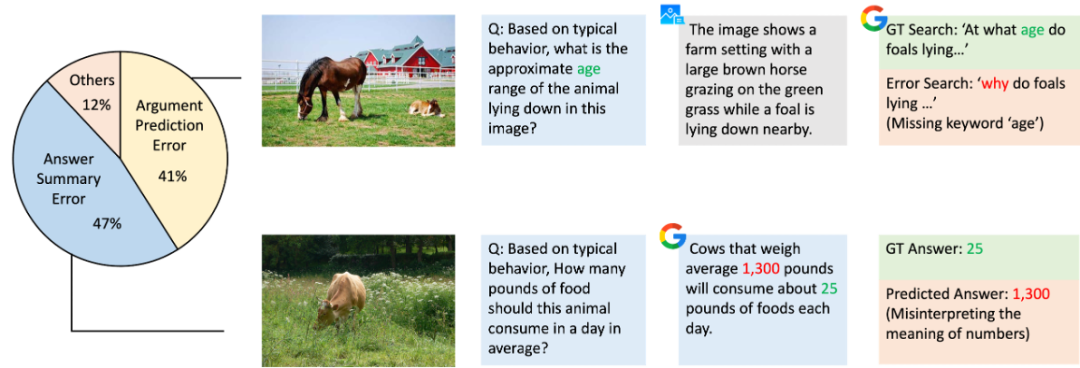 Others
12%
Argument
Prediction
Error
41%
Answer
Summary
Error
47%
Q: Based on typical
behavior, what is the
approximate age
range of the animal
lying down in this
image?
The image shows a
farm setting with a
large brown horse
grazing on the green
grass while a foal is
lying down nearby.
GT Search: ‘At what age do
foals lying…’
Error Search: ‘why do foals
lying …’
(Missing keyword ‘age’)
Q: Based on typical
behavior, How many
pounds of food
should this animal
consume in a day in
average?
Cows that weigh
average 1,300 pounds
will consume about 25
pounds of foods each
day.
GT Answer: 25
Predicted Answer: 1,300
(Misinterpreting the
meaning of numbers)